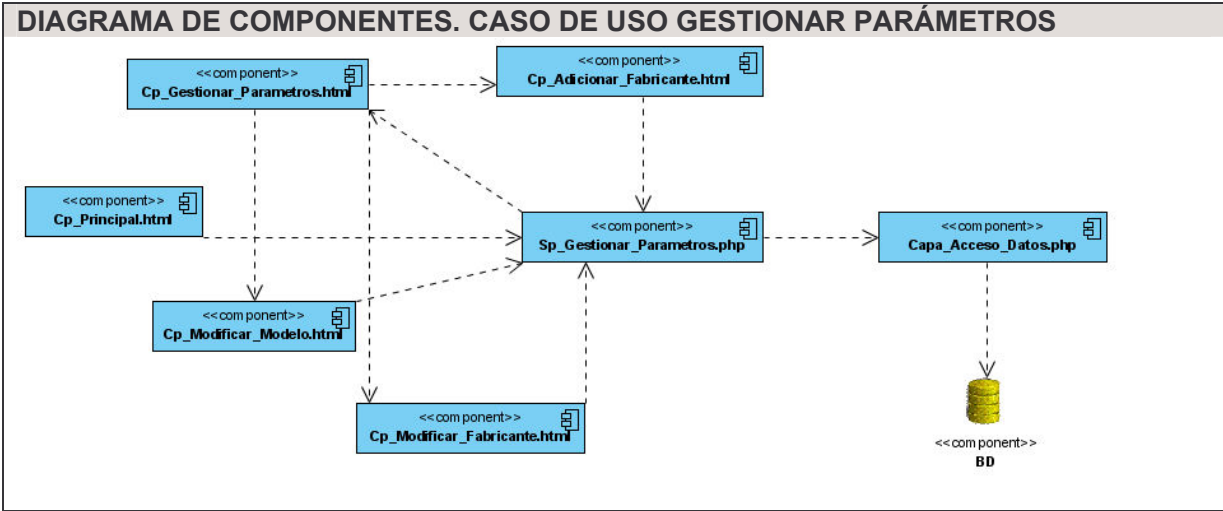 DIAGRAMA DE COMPONENTES. CASO DE USO GESTIONAR PARÁMETROS
<<component>>
Cp_Gestionar_Parametros.html
<<component>>
Cp_Adicionar_Fabricante.html
<<component>>
Cp_Principal.html
<<component>>
Sp_Gestionar_Parametros.php
<<component>>
Capa_Acceso_Datos.php
<<component>>
Cp_Modificar_Modelo.html
<<component>>
Cp_Modificar_Fabricante.html
<<component>>
BD